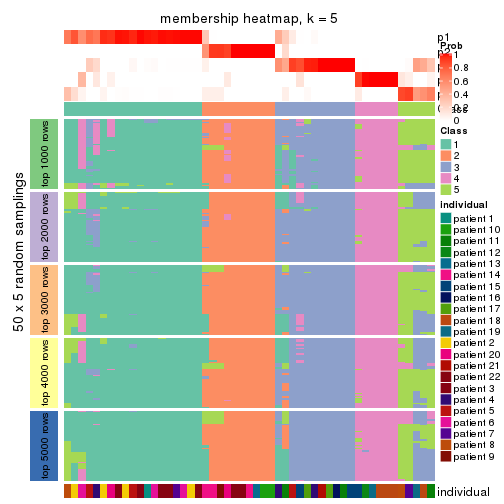 membership heatmap, k = 5
p1
Prob
1
0.8
0.6
0.4
0.2
0
Class
1
2
3
4
5
individual
patient 1
patient 10
patient 11
patient 12
patient 13
patient 14
patient 15
patient 16
patient 17
patient 18
patient 19
patient 2
patient 20
patient 21
patient 22
patient 3
patient 4
patient 5
patient 6
patient 7
patient 8
patient 9
50 x 5 random samplings
top 1000 rows
top 2000 rows
top 3000 rows
top 4000 rows
top 5000 rows
individual